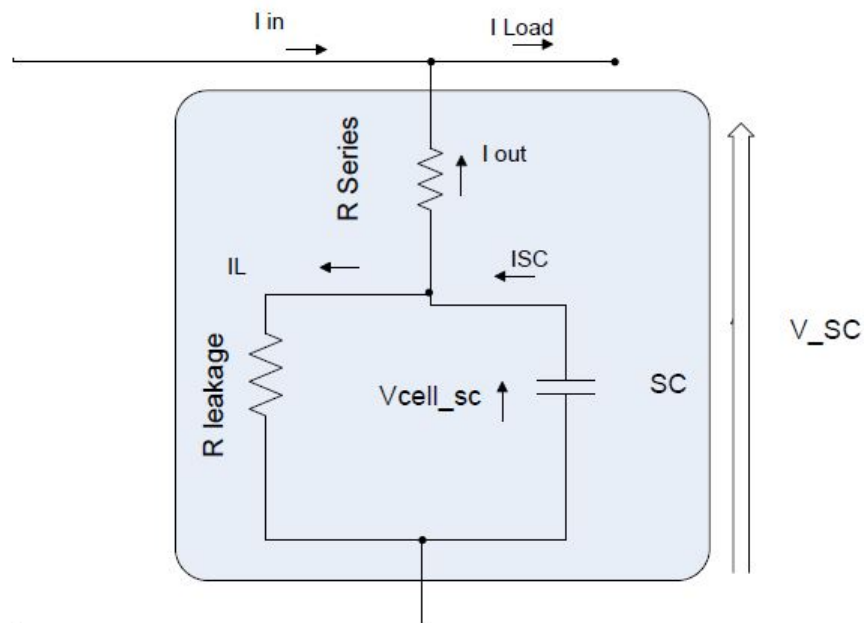 I in
I Load
R Series
I out
IL
ISC
R leakage
Vcell_sc
SC
V_SC